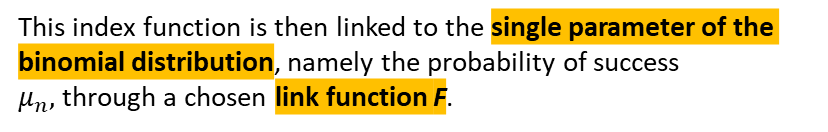 This index function is then linked to the single parameter of the
binomial distribution, namely the probability of success
μₙ, through a chosen link function F.